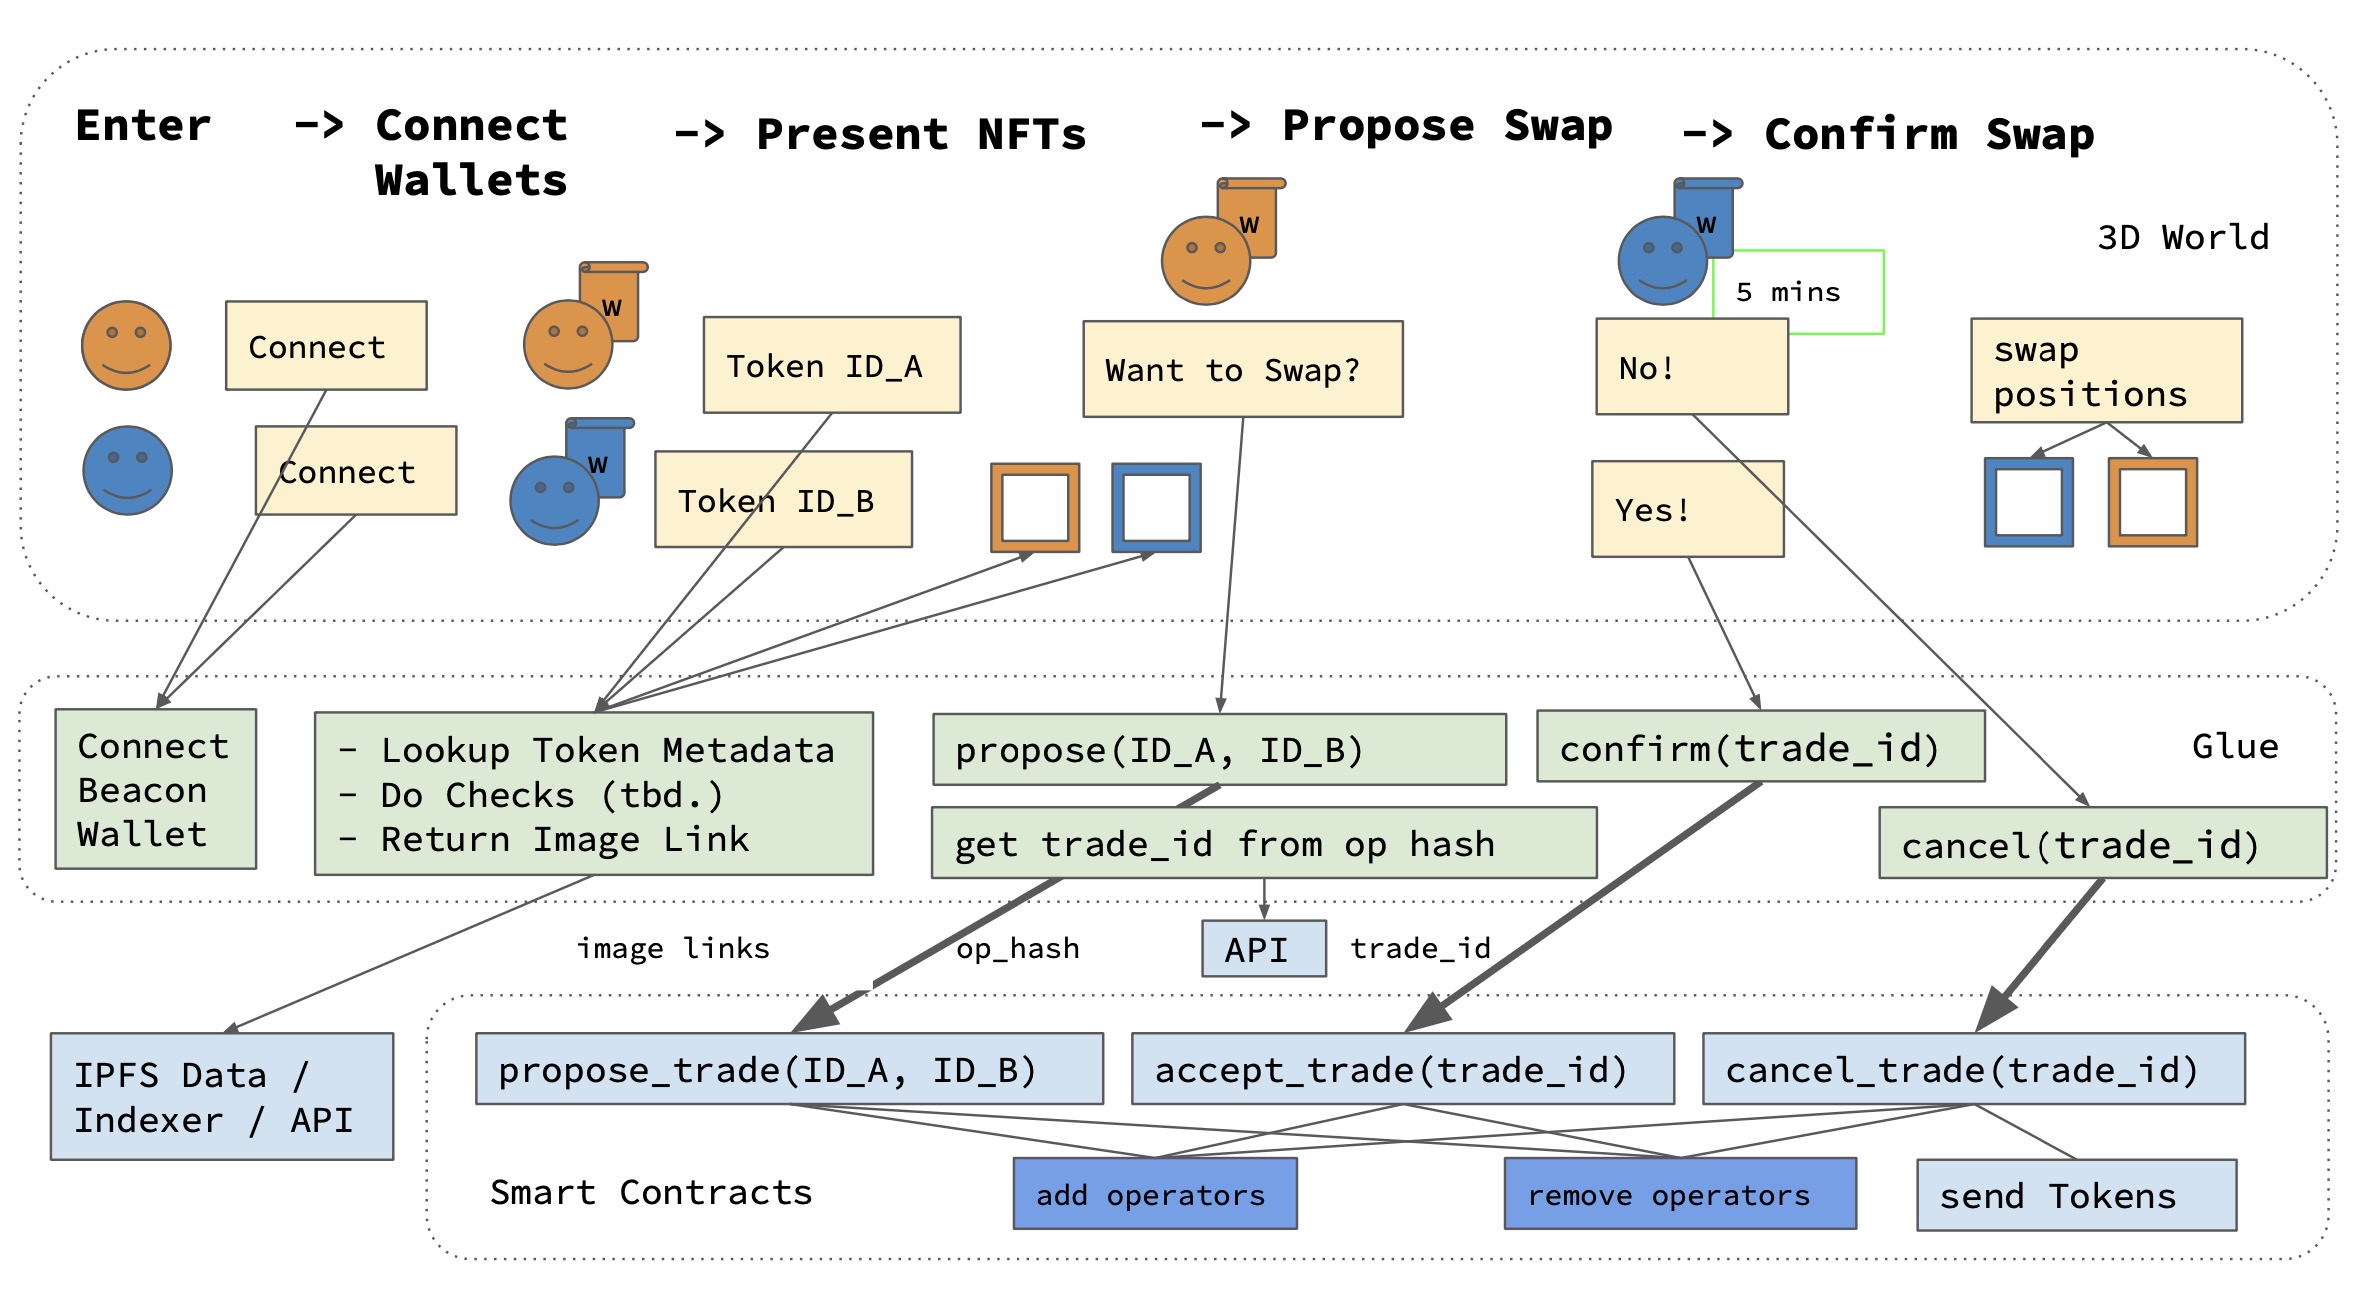 Enter -> Connect Wallets -> Present NFTs -> Propose Swap -> Confirm Swap
W
W
3D World
5 mins
Connect
W
Token ID_A
Want to Swap?
No!
swap
positions
Connect
W
Token ID_B
Yes!
Connect
Beacon
Wallet
- Lookup Token Metadata
- Do Checks (tbd.)
- Return Image Link
propose(ID_A, ID_B)
confirm(trade_id)
Glue
get trade_id from op hash
cancel(trade_id)
image links
op_hash
API
trade_id
IPFS Data /
Indexer / API
propose_trade(ID_A, ID_B)
accept_trade(trade_id)
cancel_trade(trade_id)
Smart Contracts
add operators
remove operators
send Tokens